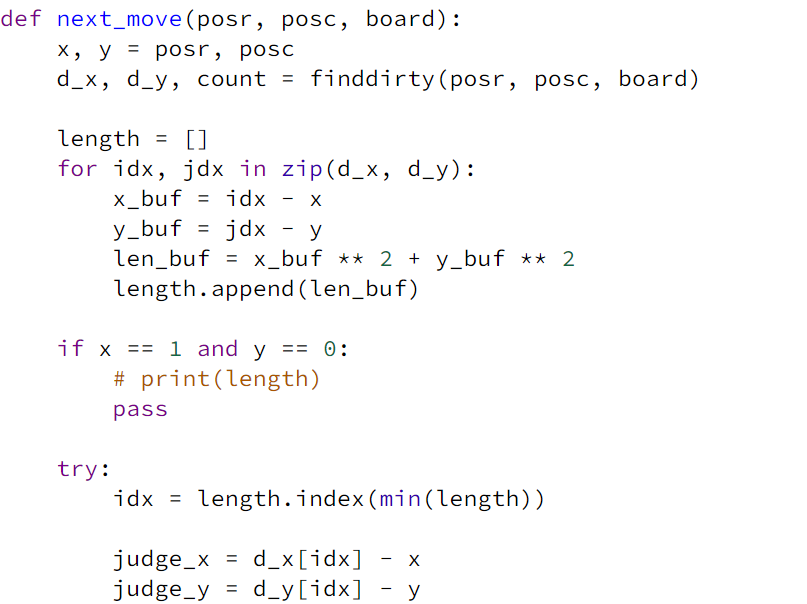 def next_move(posr, posc, board):
    x, y = posr, posc
    d_x, d_y, count = finddirty(posr, posc, board)

    length = []
    for idx, jdx in zip(d_x, d_y):
        x_buf = idx - x
        y_buf = jdx - y
        len_buf = x_buf ** 2 + y_buf ** 2
        length.append(len_buf)

    if x == 1 and y == 0:
        # print(length)
        pass

    try:
        idx = length.index(min(length))

        judge_x = d_x[idx] - x
        judge_y = d_y[idx] - y